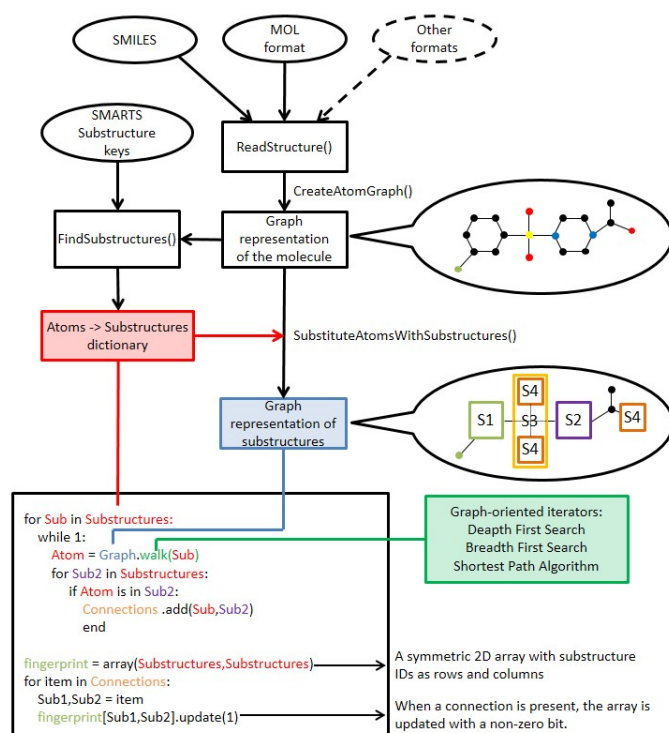 SMILES
MOL
format
Other
formats
SMARTS
Substructure
keys
ReadStructure()
CreateAtomGraph()
FindSubstructures()
Graph
representation
of the molecule
Atoms -> Substructures
dictionary
SubstituteAtomsWithSubstructures()
Graph
representation of
substructures
S4
S1
S3
S2
S4
S4
for Sub in Substructures:
while 1:
Atom = Graph.walk(Sub)
for Sub2 in Substructures:
if Atom is in Sub2:
Connections .add(Sub,Sub2)
end
Graph-oriented iterators:
Deapth First Search
Breadth First Search
Shortest Path Algorithm
fingerprint = array(Substructures,Substructures)
for item in Connections:
Sub1,Sub2 = item
fingerprint[Sub1,Sub2].update(1)
A symmetric 2D array with substructure
IDs as rows and columns
When a connection is present, the array is
updated with a non-zero bit.